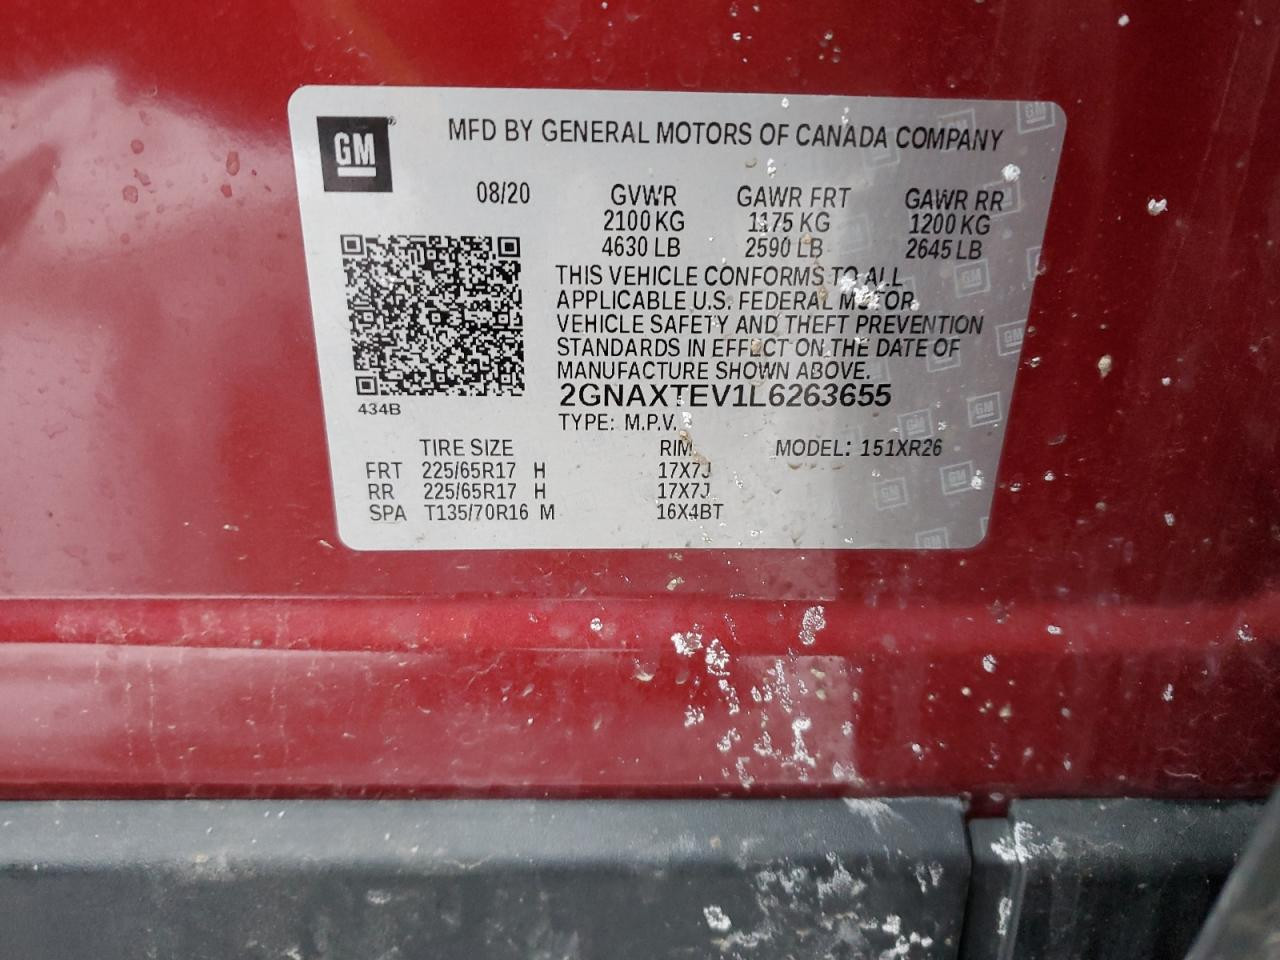 GM
MFD BY GENERAL MOTORS OF CANADA COMPANY
08/20 GVWR GAWR FRT GAWR RR
2100 KG 1175 KG 1200 KG
4630 LB 2590 LB 2645 LB
THIS VEHICLE CONFORMS TO ALL
APPLICABLE U.S. FEDERAL MOTOR
VEHICLE SAFETY AND THEFT PREVENTION
STANDARDS IN EFFECT ON THE DATE OF
MANUFACTURE SHOWN ABOVE.
2GNAXTEV1L6263655
434B
TYPE: M.P.V.
TIRE SIZE RIM MODEL: 151XR26
FRT 225/65R17 H 17X7J
RR 225/65R17 H 17X7J
SPA T135/70R16 M 16X4BT